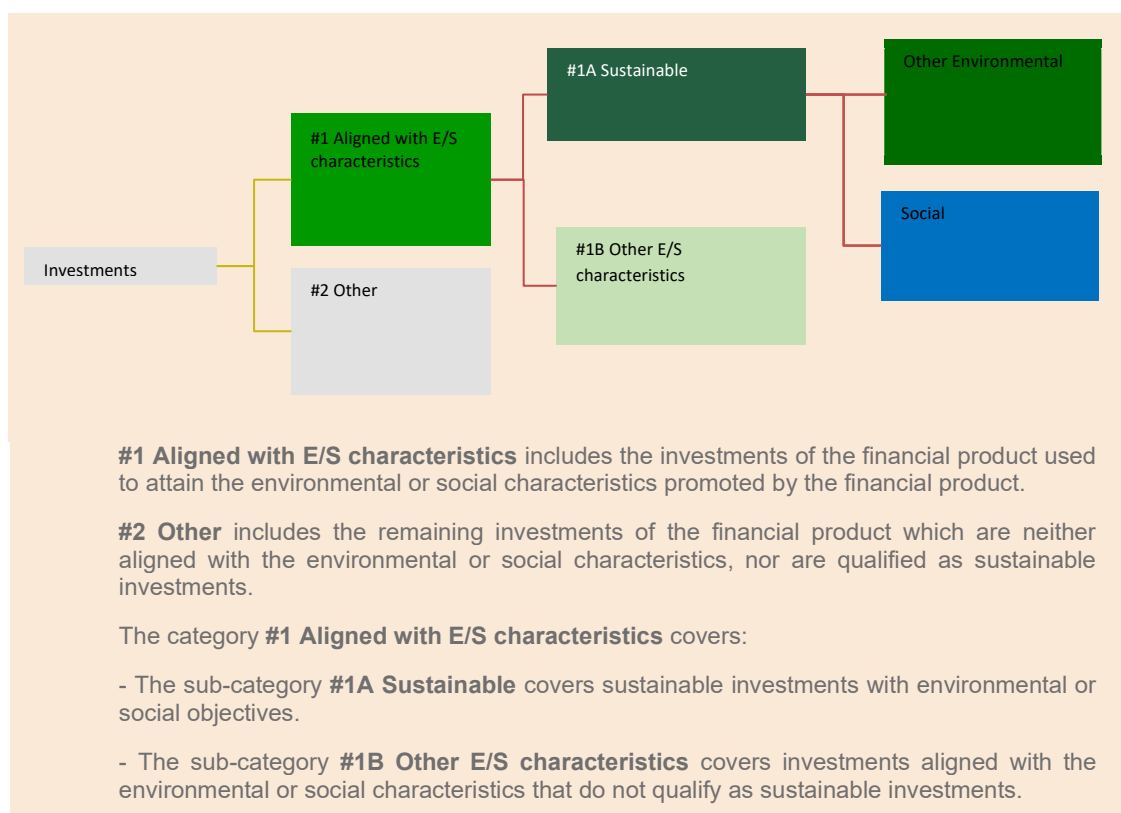 #1A Sustainable
Other Environmental
#1 Aligned with E/S
characteristics
Social
#1B Other E/S
characteristics
Investments
#2 Other
#1 Aligned with E/S characteristics includes the investments of the financial product used
to attain the environmental or social characteristics promoted by the financial product.
#2 Other includes the remaining investments of the financial product which are neither
aligned with the environmental or social characteristics, nor are qualified as sustainable
investments.
The category #1 Aligned with E/S characteristics covers:
- The sub-category #1A Sustainable covers sustainable investments with environmental or
social objectives.
- The sub-category #1B Other E/S characteristics covers investments aligned with the
environmental or social characteristics that do not qualify as sustainable investments.